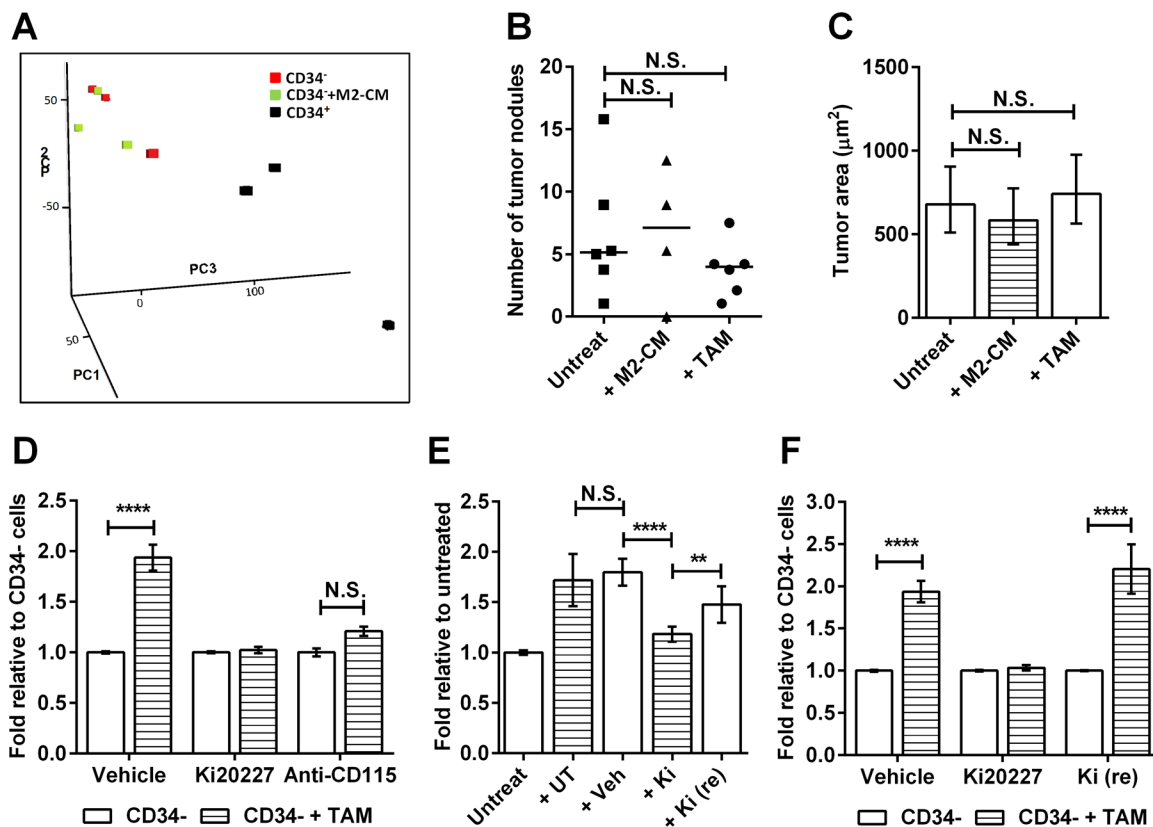 A
CD34-
CD34-+M2-CM
CD34+
50
PC2
-50
PC3
0
100
50
PC1
B
N.S.
N.S.
Number of tumor nodules
20
15
10
5
0
Untreat
+ M2-CM
+ TAM
C
N.S.
N.S.
Tumor area (μm2)
1500
1000
500
0
Untreat
+ M2-CM
+ TAM
D
Fold relative to CD34- cells
2.5
2.0
1.5
1.0
0.5
0.0
****
N.S.
Vehicle
Ki20227
Anti-CD115
CD34-
CD34- + TAM
E
Fold relative to untreated
2.5
2.0
1.5
1.0
0.5
0.0
N.S.
****
**
Untreat
+ UT
+ Veh
+ Ki
+ Ki (re)
F
Fold relative to CD34- cells
3.0
2.5
2.0
1.5
1.0
0.5
0.0
****
****
Vehicle
Ki20227
Ki (re)
CD34-
CD34- + TAM